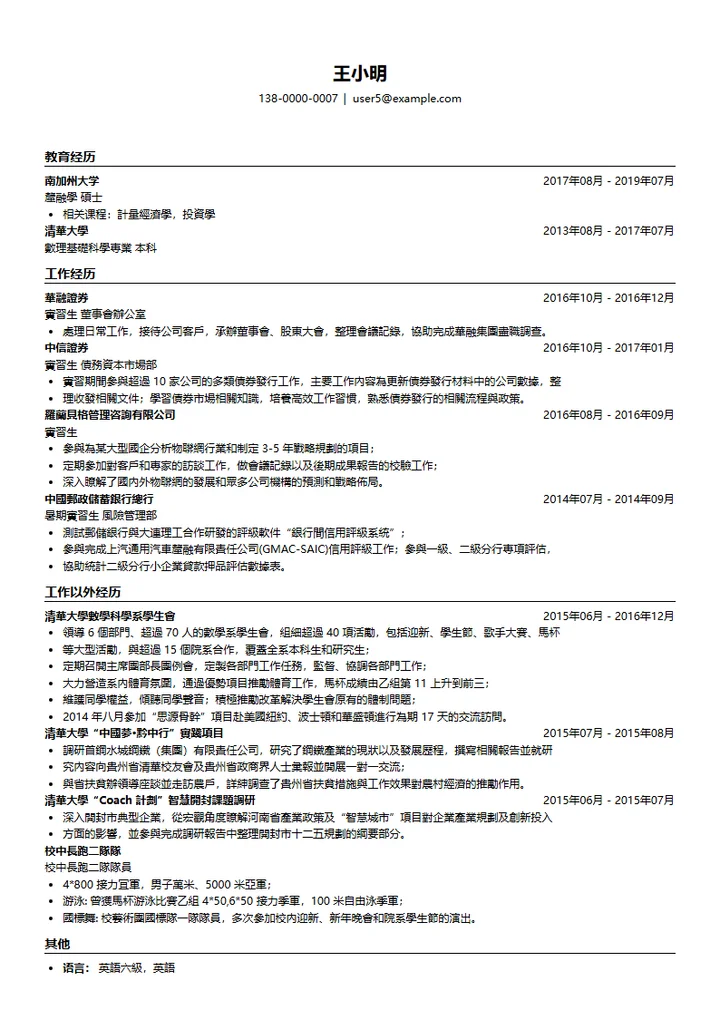 王小明
138-0000-0007 | user5@example.com
教育经历
南加州大学 2017年08月 - 2019年07月
釐融學 碩士
• 相关课程：計量經濟學，投資學
清華大學 2013年08月 - 2017年07月
數理基礎科學専業 本科
工作经历
華融證券 2016年10月 - 2016年12月
實習生 董事會辦公室
• 處理日常工作，接待公司客戶，承辦董事會、股東大會，整理會議記錄，協助完成華融集團盡職調查。
中信證券 2016年10月 - 2017年01月
實習生 債務資本市場部
• 實習期間參與超過 10 家公司的多類債券發行工作，主要工作內容為更新債券發行材料中的公司數據，整
• 理收發相關文件；學習債券市場相關知識，培養高效工作習慣，熟悉債券發行的相關流程與政策。
羅蘭貝格管理咨詢有限公司 2016年08月 - 2016年09月
實習生
• 參與為某大型國企分析物聯網行業和制定 3-5 年戰略規劃的項目；
• 定期參加對客戶和專家的訪談工作，做會議記錄以及後期成果報告的校驗工作；
• 深入瞭解了國内外物聯網的發展和眾多公司機構的預測和戰略佈局。
中國郵政儲蓄銀行總行 2014年07月 - 2014年09月
暑期實習生 風險管理部
• 測試郵儲銀行與大連理工合作研發的評級軟件“銀行間信用評級系統”；
• 參與完成上汽通用汽車釐融有限責任公司(GMAC-SAIC)信用評級工作；參與一級、二級分行専項評估，
• 協助統計二級分行小企業貸款押品評估數據表。
工作以外经历
清華大學數學科學系學生會 2015年06月 - 2016年12月
• 領導 6 個部門、超過 70 人的數學系學生會，組細超過 40 項活動，包括迎新、學生節、歌手大賽、馬杯
• 等大型活動，與超過 15 個院系合作，覆蓋全系本科生和研究生；
• 定期召開主席團部長團例會，定製各部門工作任務，監督、協調各部門工作；
• 大力營造系内體育氛圍，通過優勢項目推動體育工作，馬杯成績由乙組第 11 上升到前三；
• 維護同學權益，傾聽同學聲音；積極推動改革解決學生會原有的體制問題；
• 2014 年八月參加“思源骨幹”項目赴美國紐約、波士頓和華盛頓進行為期 17 天的交流訪問。
清華大學“中國夢•黔中行”實踐項目 2015年07月 - 2015年08月
• 調研首鋼水城鋼鐵（集團）有限責任公司，研究了鋼鐵產業的現狀以及發展歷程，撰寫相關報告並就研
• 究内容向貴州省清華校友會及貴州省政商界人士彙報並開展一對一交流；
• 與省扶貧辦領導座談並走訪農戶，詳細調查了貴州省扶貧措施與工作效果對農村經濟的推動作用。
清華大學“Coach 計劃”智慧開封課題調研 2015年06月 - 2015年07月
• 深入開封市典型企業，從宏觀角度瞭解河南省產業政策及“智慧城市”項目對企業產業規劃及創新投入
• 方面的影響，並參與完成調研報告中整理開封市十二五規劃的綱要部分。
校中長跑二隊隊
校中長跑二隊隊員
• 4*800 接力亚軍，男子萬米、5000 米亞軍；
• 游泳: 曾獲馬杯游泳比賽乙組 4*50,6*50 接力季軍，100 米自由泳季軍；
• 國標舞: 校藝術團國標隊一隊隊員，多次參加校内迎新、新年晚會和院系學生節的演出。
其他
• 语言： 英語六級，英語